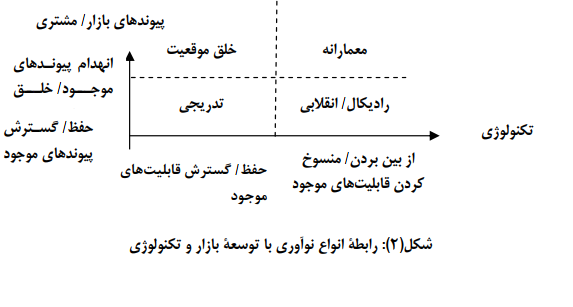 پیوندهای بازار/ مشتری
انهدام پیوندهای
موجود/ خلق
خلق موقعیت
معمارانه
تدریجی
رادیکال/ انقلابی
حفظ/ گسترش
پیوندهای موجود
تکنولوژی
حفظ/ گسترش قابلیت‌های
موجود
از بین بردن/ منسوخ
کردن قابلیت‌های موجود
شکل(۲): رابطهٔ انواع نوآوری با توسعهٔ بازار و تکنولوژی